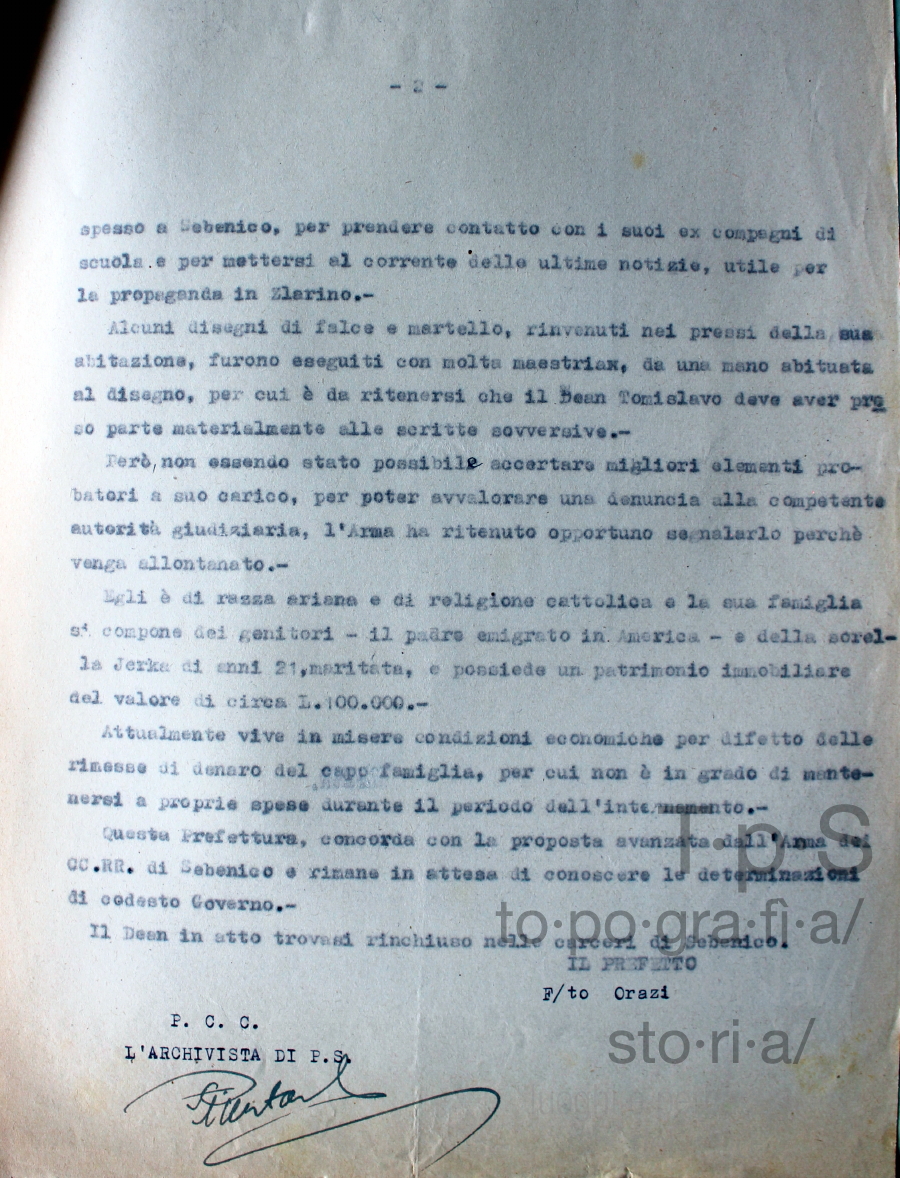 - 2 -
spesso a Sebenico, per prendere contatto con i suoi ex compagni di
scuola e per mettersi al corrente delle ultime notizie, utile per
la propaganda in Zlarino.-
Alcuni disegni di falce e martello, rinvenuti nei pressi della sua
abitazione, furono eseguiti con molta maestriax, da una mano abituata
al disegno, per cui è da ritenersi che il Dean Tomislavo deve aver pre
so parte materialmente alle scritte sovversive.-
Però,non essendo stato possibile accertare migliori elementi pro-
batori a suo carico, per poter avvalorare una denuncia alla competente
autorità giudiziaria, l'Arma ha ritenuto opportuno segnalarlo perchè
venga allontanato.-
Egli è di razza ariana e di religione cattolica e la sua famiglia
si compone dei genitori - il padre emigrato in America - e della sorel-
la Jerka di anni 21,maritata, e possiede un patrimonio immobiliare
del valore di circa L.100.000.-
Attualmente vive in misere condizioni economiche per difetto delle
rimesse di denaro del capo famiglia, per cui non è in grado di mante-
nersi a proprie spese durante il periodo dell'internamento.-
Questa Prefettura, concorda con la proposta avanzata dall'Arma dei
CC.RR. di Sebenico e rimane in attesa di conoscere le determinazioni
di codesto Governo.-
Il Dean in atto trovasi rinchiuso nelle carceri di Sebenico.
IL PREFETTO
F/to Orazi
P. C. C.
L'ARCHIVISTA DI P.S.
T·p·S
to·po·gra·fì·a/
sto·ri·a/